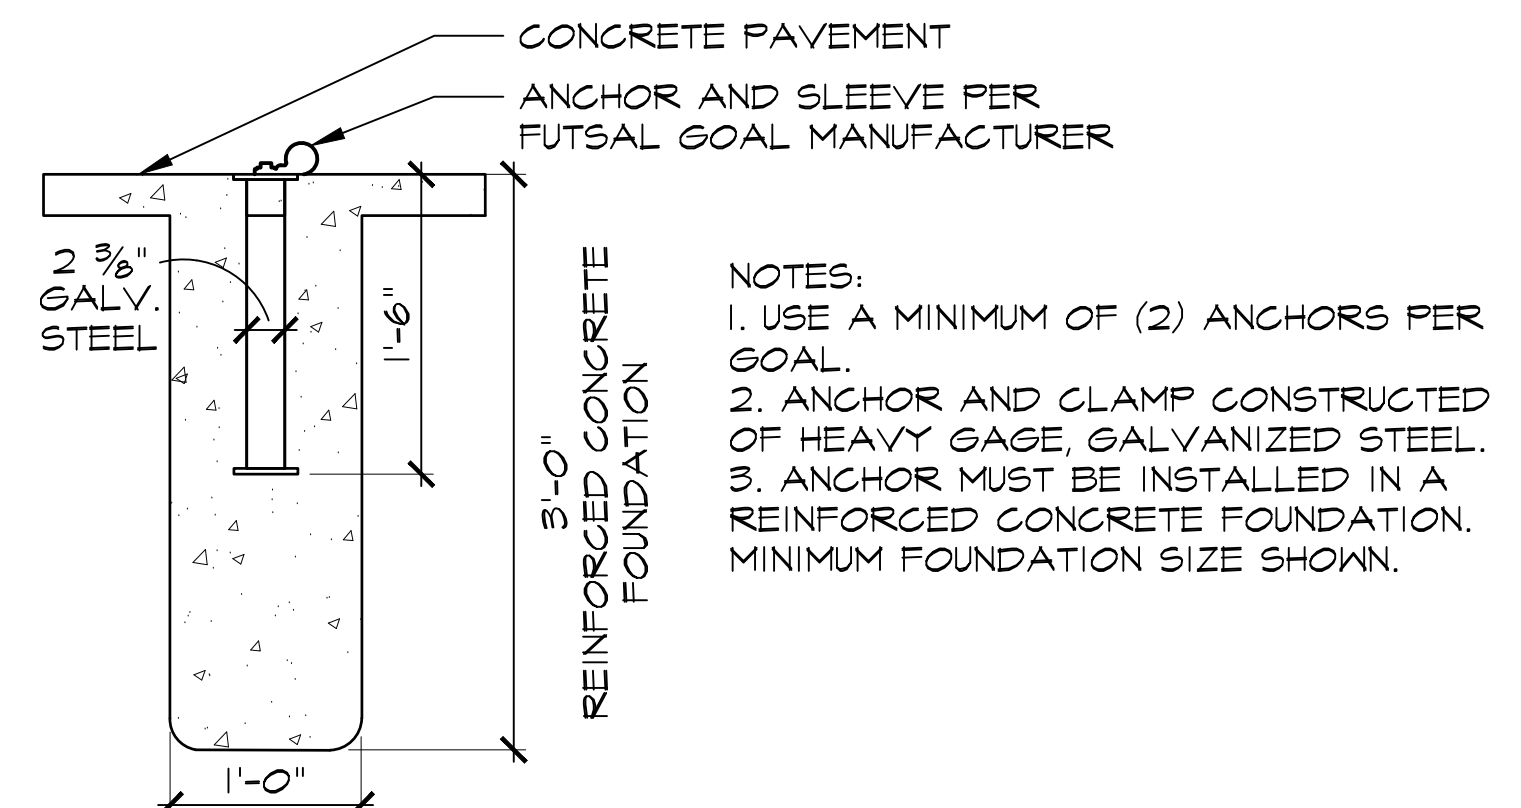 CONCRETE PAVEMENT
ANCHOR AND SLEEVE PER
FUTSAL GOAL MANUFACTURER
2 3/8"
GALV.
STEEL
1'-6"
3'-0"
REINFORCED CONCRETE
FOUNDATION
1'-0"
NOTES:
1. USE A MINIMUM OF (2) ANCHORS PER
GOAL.
2. ANCHOR AND CLAMP CONSTRUCTED
OF HEAVY GAGE, GALVANIZED STEEL.
3. ANCHOR MUST BE INSTALLED IN A
REINFORCED CONCRETE FOUNDATION.
MINIMUM FOUNDATION SIZE SHOWN.